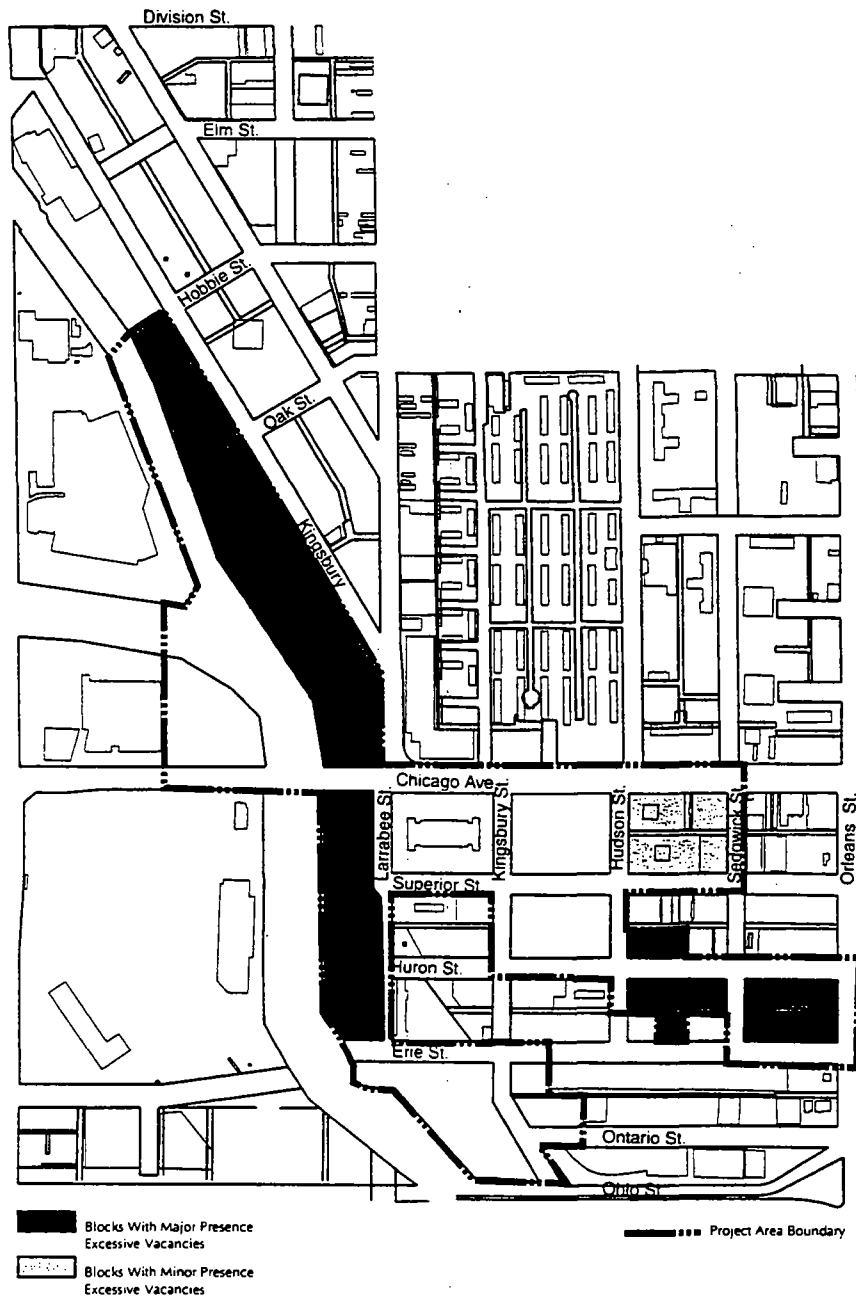 Division St.
Elm St.
Hobbie St.
Oak St.
Kingsbury
Chicago Ave
Larrabee St.
Kingsbury St.
Hudson St.
Sedgwick St.
Orleans St.
Superior St.
Huron St.
Erie St.
Ontario St.
Ohio St.
Blocks With Major Presence
Excessive Vacancies
Project Area Boundary
Blocks With Minor Presence
Excessive Vacancies